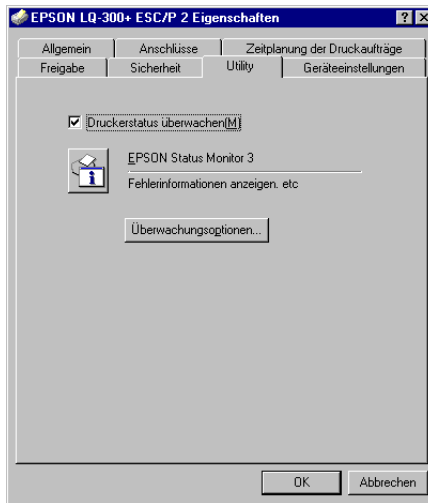 EPSON LQ-300+ ESC/P 2 Eigenschaften
Allgemein Anschlüsse Zeitplanung der Druckaufträge
Freigabe Sicherheit Utility Geräteeinstellungen
Druckerstatus überwachen(M)
EPSON Status Monitor 3
Fehlerinformationen anzeigen. etc
Überwachungsoptionen...
OK Abbrechen